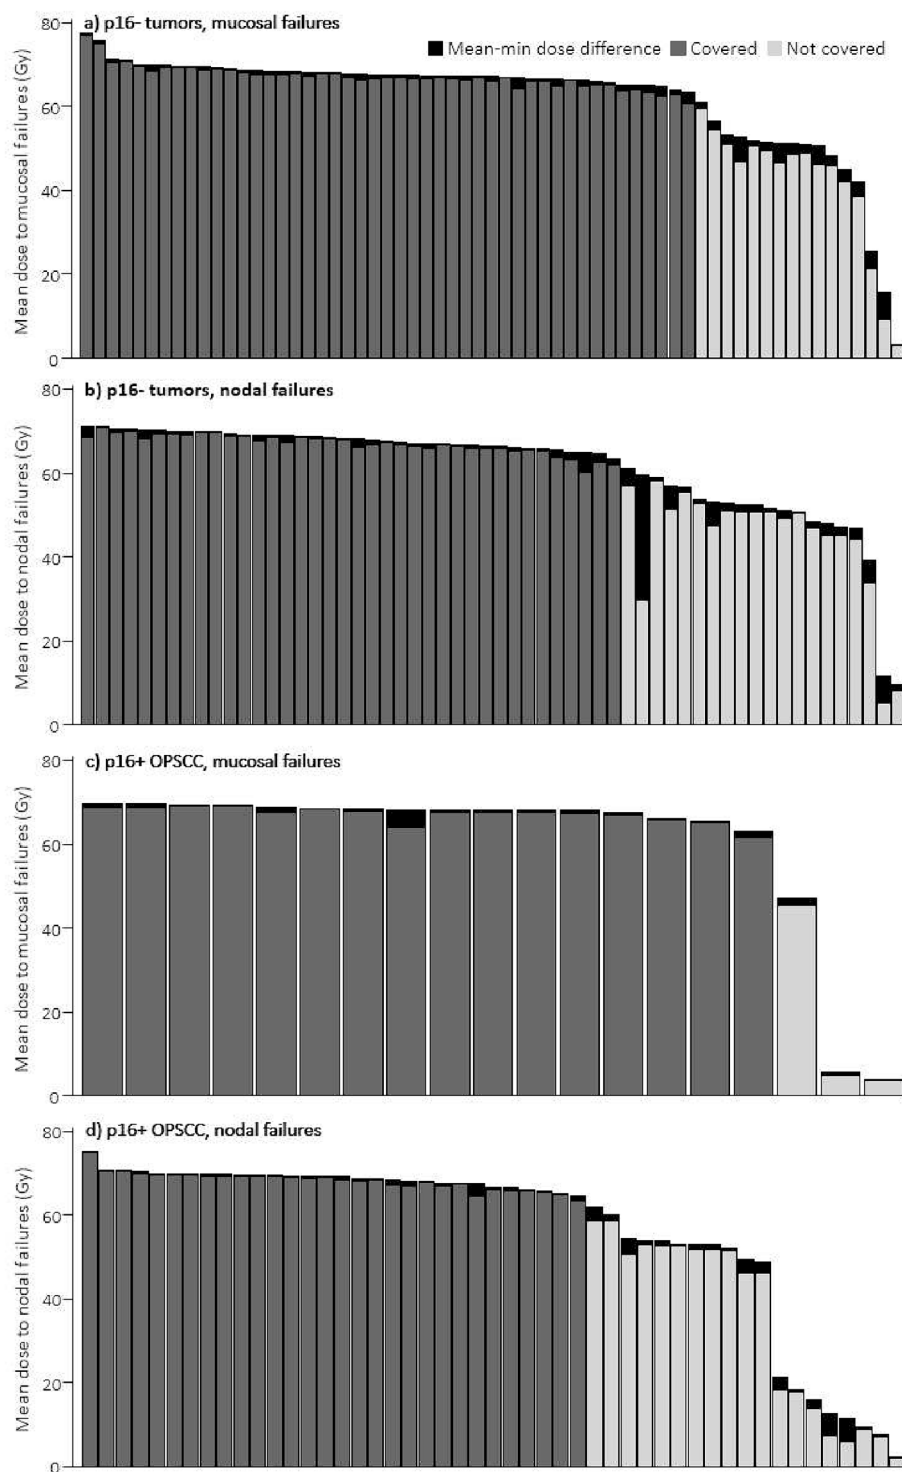 a) p16- tumors, mucosal failures
Mean-min dose difference Covered Not covered
Mean dose to mucosal failures (Gy)
80
60
40
20
0
b) p16- tumors, nodal failures
Mean dose to nodal failures (Gy)
80
60
40
20
0
c) p16+ OPSCC, mucosal failures
Mean dose to mucosal failures (Gy)
80
60
40
20
0
d) p16+ OPSCC, nodal failures
Mean dose to nodal failures (Gy)
80
60
40
20
0